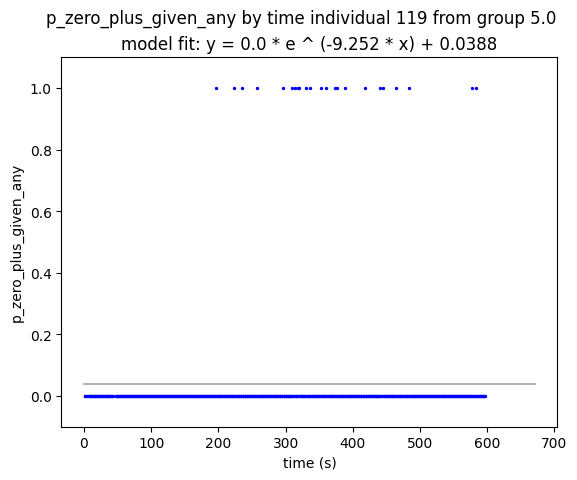 p_zero_plus_given_any by time individual 119 from group 5.0
model fit: y = 0.0 * e ^ (-9.252 * x) + 0.0388
1.0
0.8
0.6
0.4
0.2
0.0
p_zero_plus_given_any
0 100 200 300 400 500 600 700
time (s)